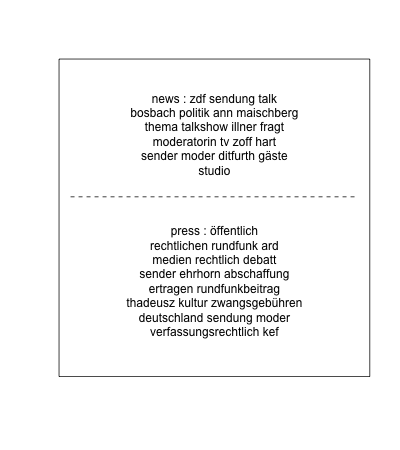 news : zdf sendung talk
bosbach politik ann maischberg
thema talkshow illner fragt
moderatorin tv zoff hart
sender moder ditfurth gäste
studio
press : öffentlich
rechtlichen rundfunk ard
medien rechtlich debatt
sender ehrhorn abschaffung
ertragen rundfunkbeitrag
thadeusz kultur zwangsgebühren
deutschland sendung moder
verfassungsrechtlich kef